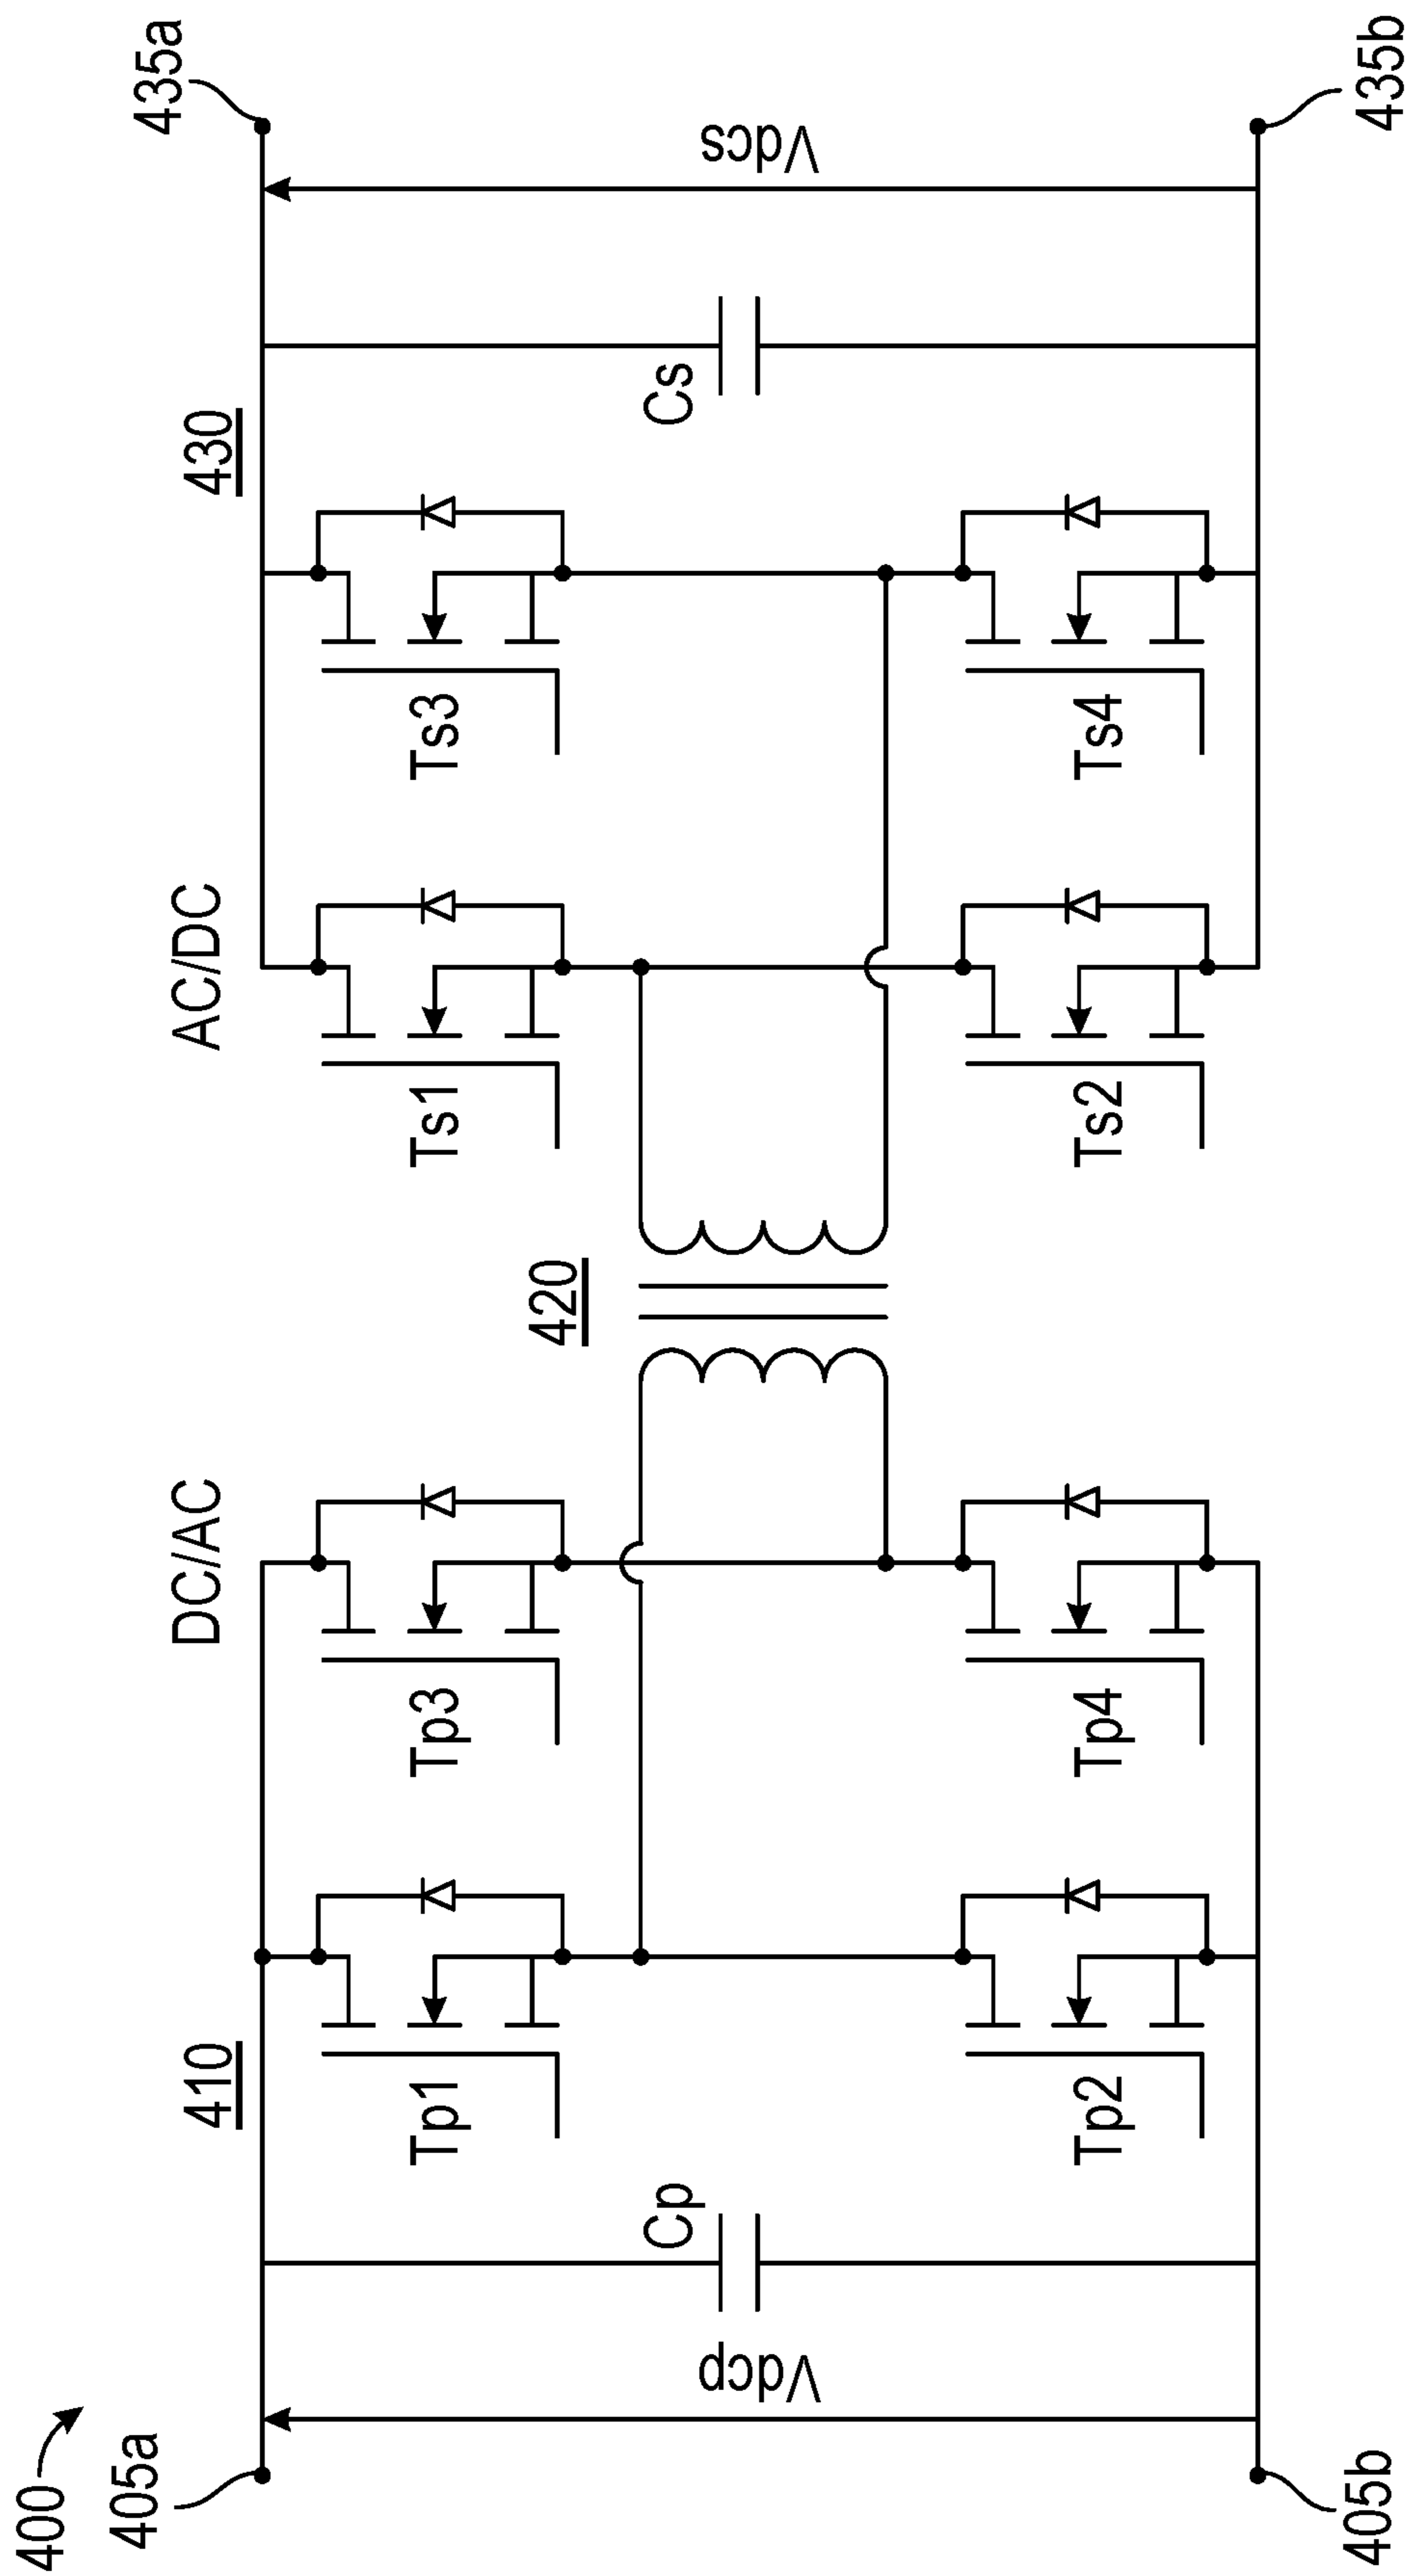 400
405a
405b
Vdcp
Cp
410
Tp1
Tp2
Tp3
Tp4
DC/AC
420
AC/DC
Ts1
Ts2
Ts3
Ts4
430
Cs
Vdcs
435a
435b